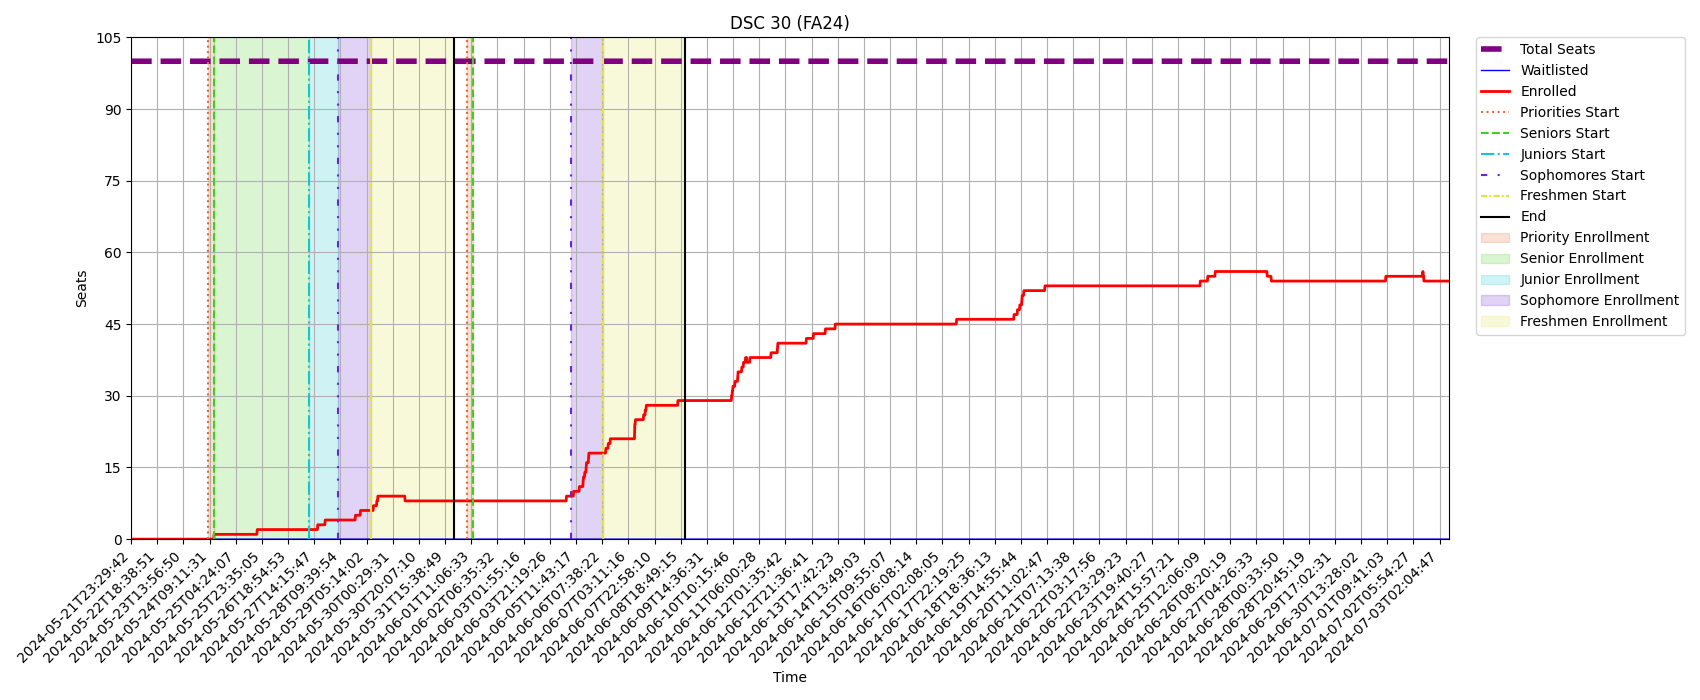 DSC 30 (FA24)
105
90
75
60
45
30
15
0
Seats
2024-05-21T23:29:42
2024-05-22T18:38:51
2024-05-23T13:56:50
2024-05-24T09:11:31
2024-05-25T04:24:07
2024-05-25T23:35:05
2024-05-26T18:54:53
2024-05-27T14:15:47
2024-05-28T09:39:54
2024-05-29T05:14:02
2024-05-30T00:29:31
2024-05-30T20:07:10
2024-05-31T15:38:49
2024-06-01T11:06:33
2024-06-02T06:35:32
2024-06-03T01:55:16
2024-06-03T21:19:26
2024-06-05T11:43:17
2024-06-06T07:38:22
2024-06-07T03:11:16
2024-06-07T22:58:10
2024-06-08T18:49:15
2024-06-09T14:36:31
2024-06-10T10:15:46
2024-06-11T06:00:28
2024-06-12T01:35:42
2024-06-12T21:36:41
2024-06-13T17:42:23
2024-06-15T13:49:03
2024-06-15T09:55:07
2024-06-16T06:08:14
2024-06-17T02:08:05
2024-06-17T22:19:25
2024-06-18T18:36:13
2024-06-19T14:55:44
2024-06-20T11:02:47
2024-06-21T07:13:38
2024-06-22T03:17:56
2024-06-22T23:29:23
2024-06-23T19:40:27
2024-06-24T15:57:21
2024-06-25T12:06:09
2024-06-26T08:20:19
2024-06-27T04:26:33
2024-06-28T00:33:50
2024-06-28T20:45:19
2024-06-29T17:02:31
2024-06-30T13:28:02
2024-07-01T09:41:03
2024-07-02T05:54:27
2024-07-03T02:04:47
Time
Total Seats
Waitlisted
Enrolled
Priorities Start
Seniors Start
Juniors Start
Sophomores Start
Freshmen Start
End
Priority Enrollment
Senior Enrollment
Junior Enrollment
Sophomore Enrollment
Freshmen Enrollment